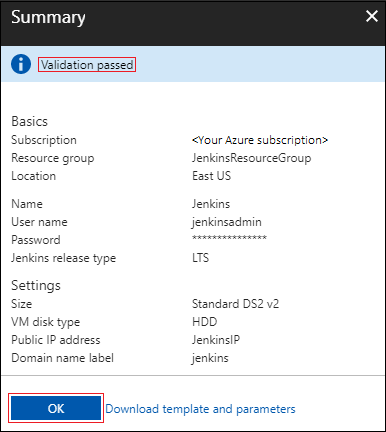 Summary
Validation passed
Basics
Subscription <Your Azure subscription>
Resource group JenkinsResourceGroup
Location East US
Name Jenkins
User name jenkinsadmin
Password ***************
Jenkins release type LTS
Settings
Size Standard DS2 v2
VM disk type HDD
Public IP address JenkinsIP
Domain name label jenkins
OK Download template and parameters